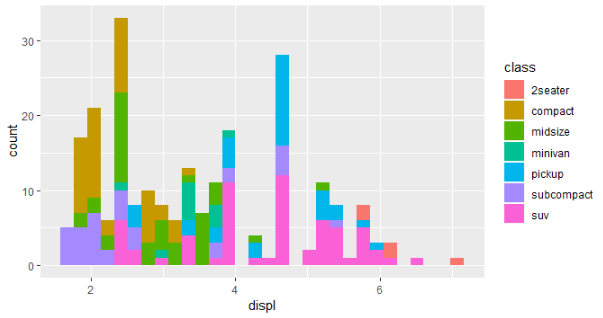 30
20
10
0
count
2
4
6
displ
class
2seater
compact
midsize
minivan
pickup
subcompact
suv